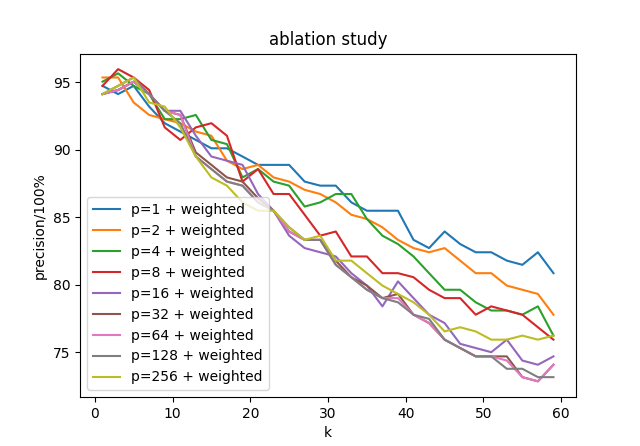 ablation study
precision/100%
95
90
85
80
75
p=1 + weighted
p=2 + weighted
p=4 + weighted
p=8 + weighted
p=16 + weighted
p=32 + weighted
p=64 + weighted
p=128 + weighted
p=256 + weighted
0 10 20 30 40 50 60
k